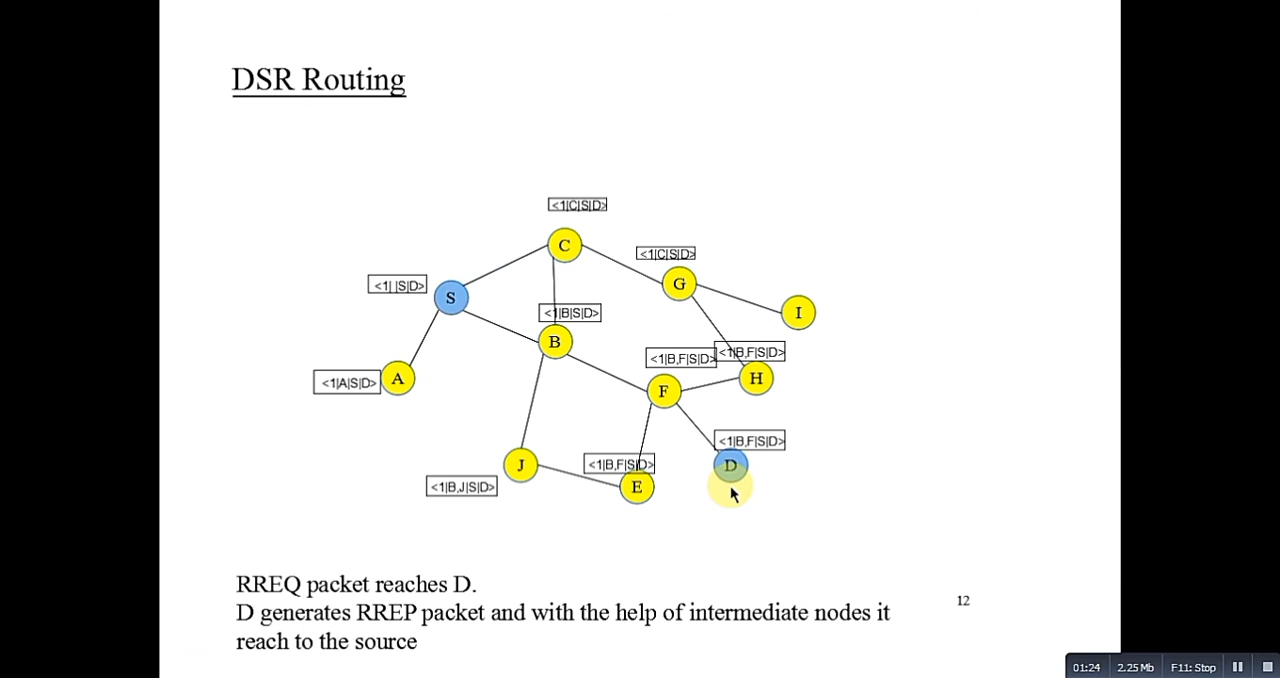 DSR Routing
<1|C|S|D>
C
<1|C|S|D>
G
<1| |S|D>
S
I
<1|B|S|D>
B
<1|B,F|S|D>
<1|B,F|S|D>
<1|A|S|D>
A
F
H
<1|B,F|S|D>
J
<1|B,F|S|D>
D
<1|B,J|S|D>
E
RREQ packet reaches D.
D generates RREP packet and with the help of intermediate nodes it
reach to the source
12
01:24 2.25 Mb F11: Stop